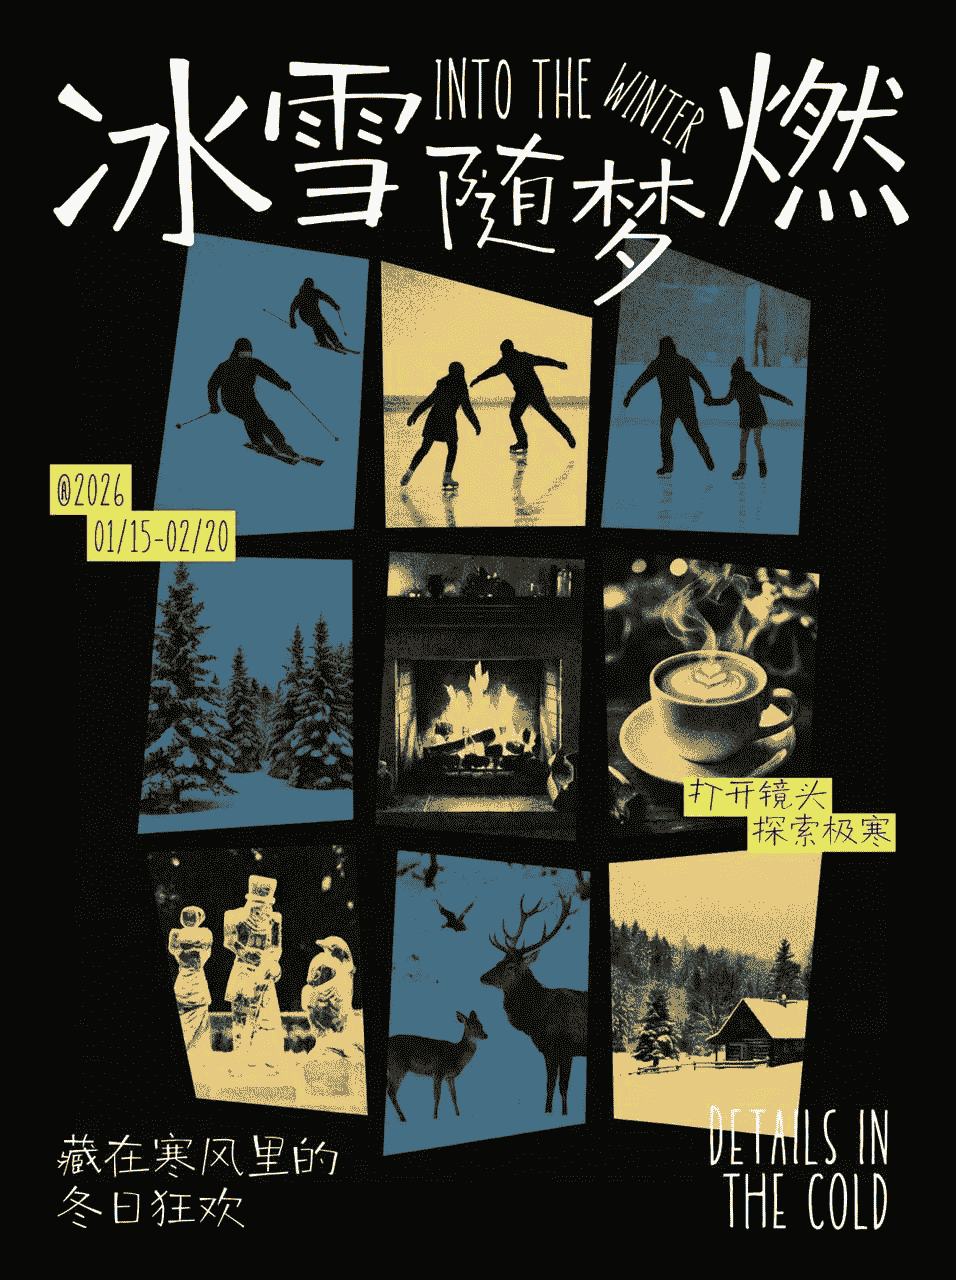 冰雪随梦燃
INTO THE WINTER
@2026
01/15-02/20
打开镜头
探索极寒
藏在寒风里的
冬日狂欢
DETAILS IN
THE COLD